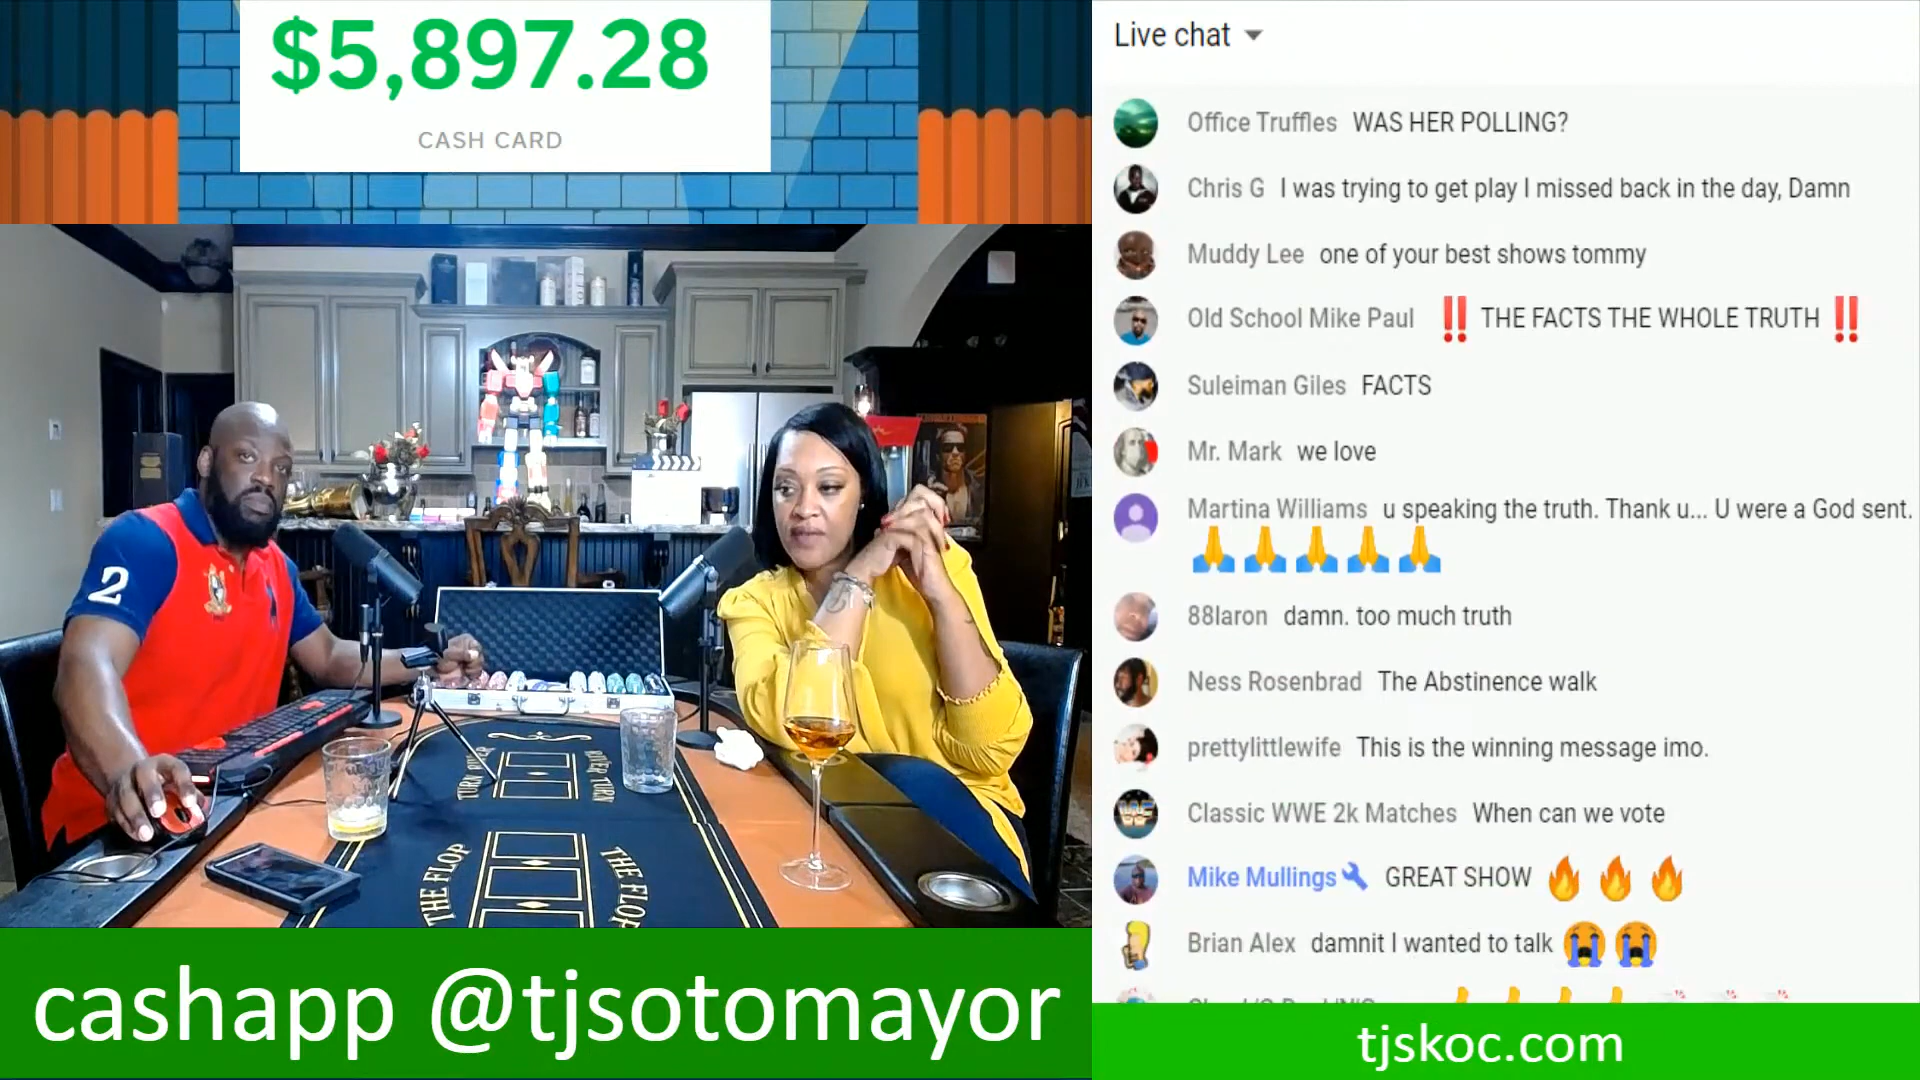 $5,897.28
CASH CARD
2
TURN
TURN
THE FLOP
THE FLOP
cashapp @tjsotomayor
Live chat
Office Truffles WAS HER POLLING?
Chris G I was trying to get play I missed back in the day, Damn
Muddy Lee one of your best shows tommy
Old School Mike Paul ‼️ THE FACTS THE WHOLE TRUTH ‼️
Suleiman Giles FACTS
Mr. Mark we love
Martina Williams u speaking the truth. Thank u... U were a God sent.
🙏🙏🙏🙏🙏
88laron damn. too much truth
Ness Rosenbrad The Abstinence walk
prettylittlewife This is the winning message imo.
Classic WWE 2k Matches When can we vote
Mike Mullings GREAT SHOW 🔥🔥🔥
Brian Alex damnit I wanted to talk 😭😭
tjskoc.com